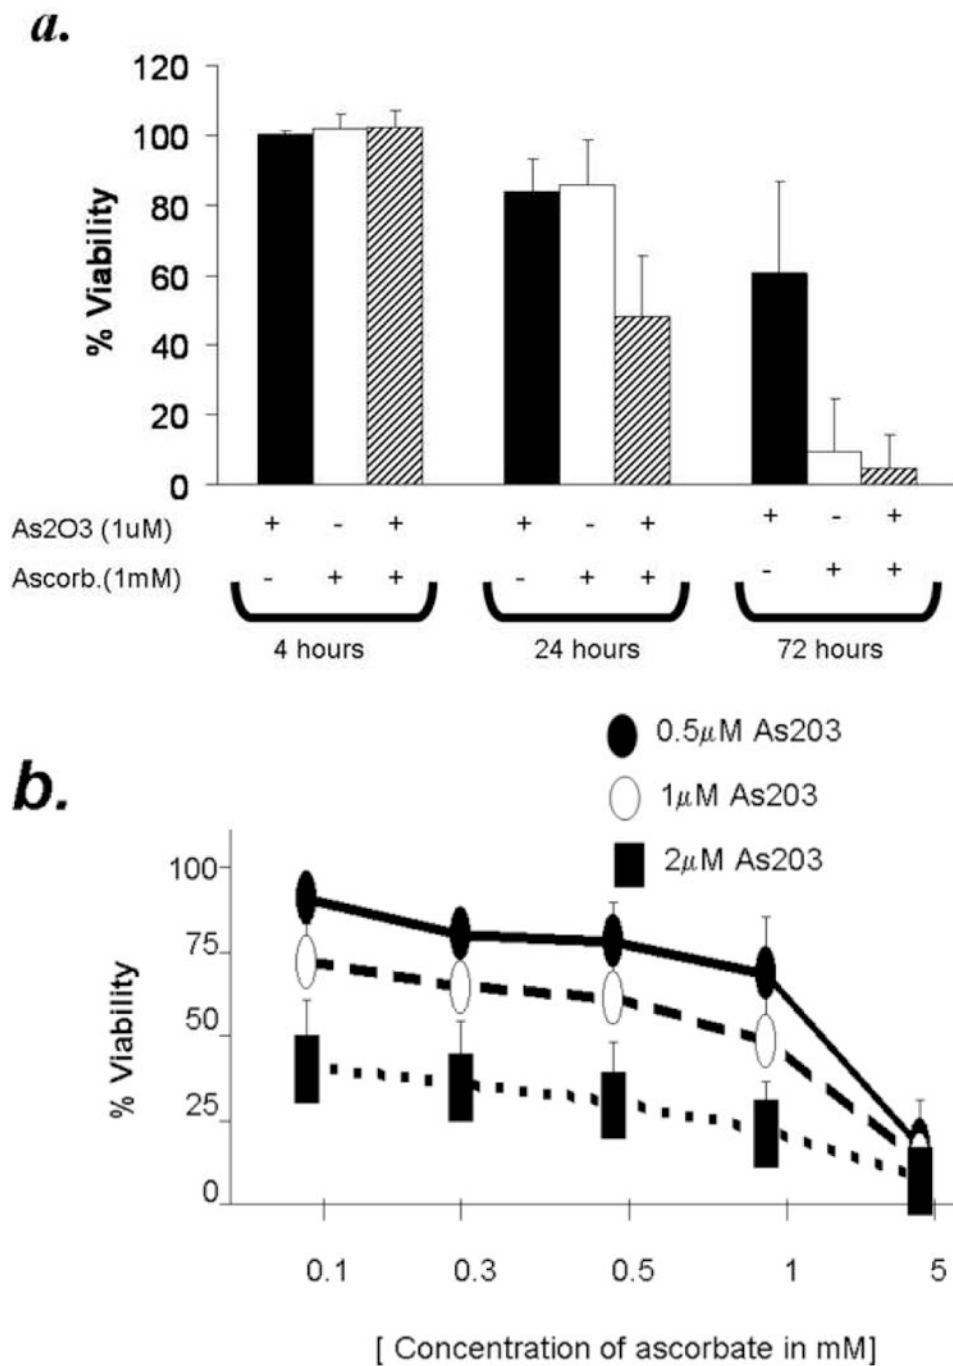 a.
120
100
80
60
40
20
0
% Viability
As2O3 (1uM) + - + + - + + - +
Ascorb.(1mM) - + + - + + - + +
4 hours 24 hours 72 hours
b.
0.5μM As203
1μM As203
2μM As203
100
75
50
25
0
% Viability
0.1 0.3 0.5 1 5
[ Concentration of ascorbate in mM]